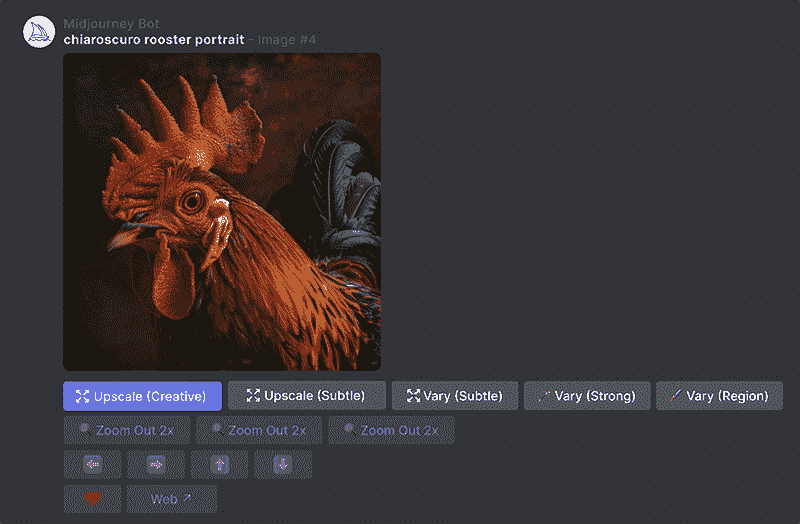 Midjourney Bot
chiaroscuro rooster portrait - Image #4
Upscale (Creative) Upscale (Subtle) Vary (Subtle) Vary (Strong) Vary (Region)
Zoom Out 2x Zoom Out 2x Zoom Out 2x
Web